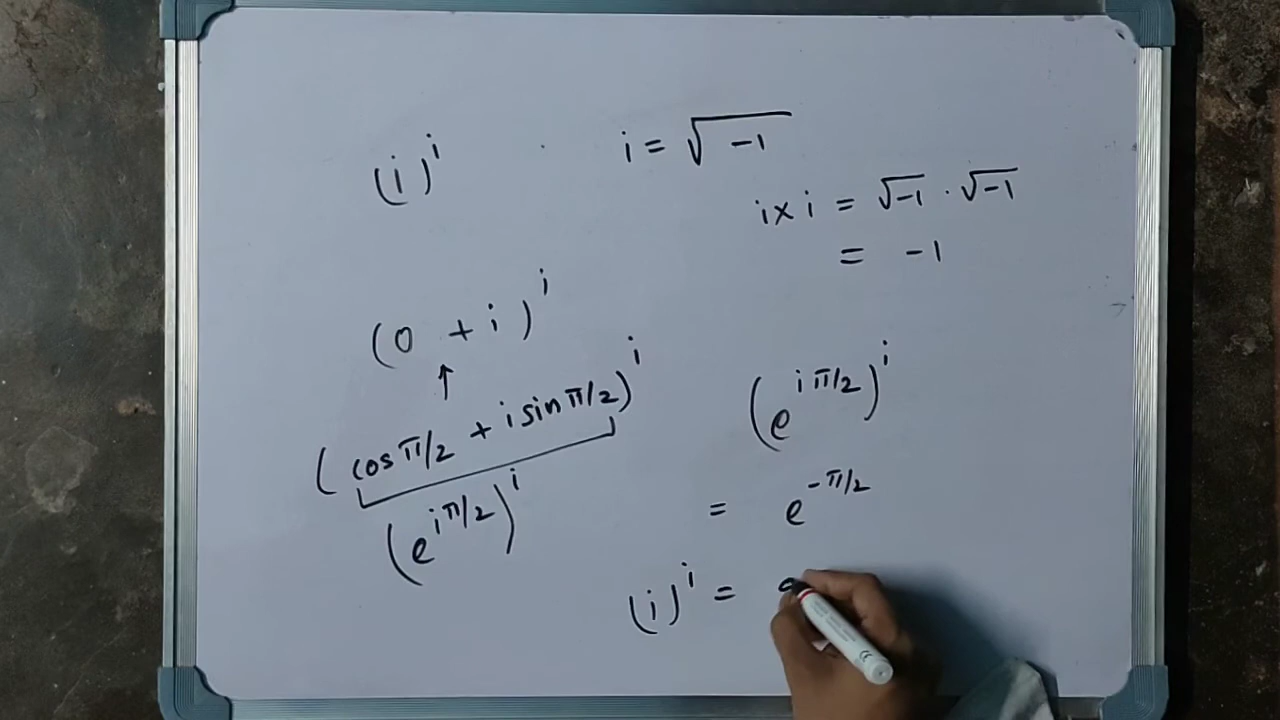 (i)^i
i = √-1
i × i = √-1 · √-1
= -1
(0 + i)^i
↑
(cos π/2 + i sin π/2)^i
(e^{iπ/2})^i
(e^{iπ/2})^i
= e^{-π/2}
(i)^i =